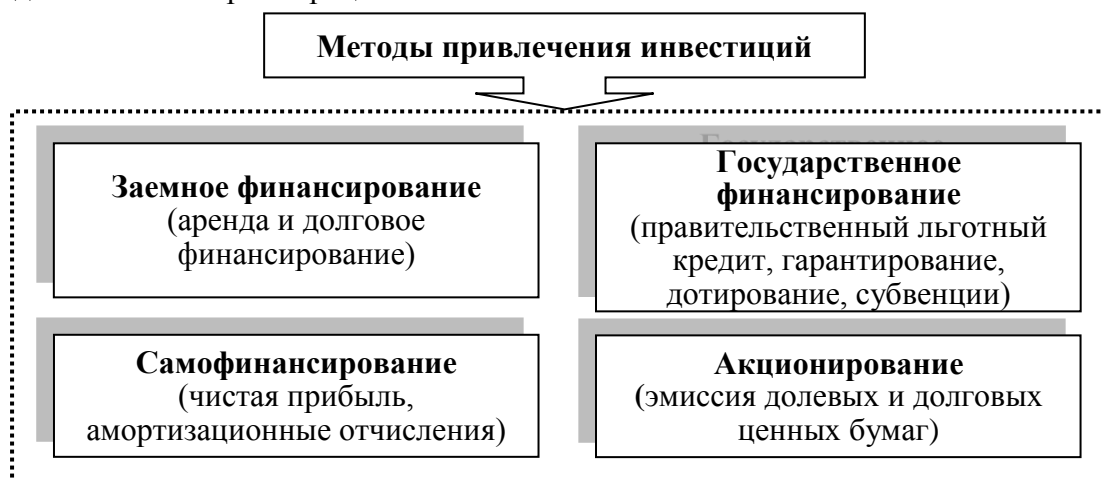 Методы привлечения инвестиций
Заемное финансирование
(аренда и долговое
финансирование)
Государственное
финансирование
(правительственный льготный
кредит, гарантирование,
дотирование, субвенции)
Самофинансирование
(чистая прибыль,
амортизационные отчисления)
Акционирование
(эмиссия долевых и долговых
ценных бумаг)